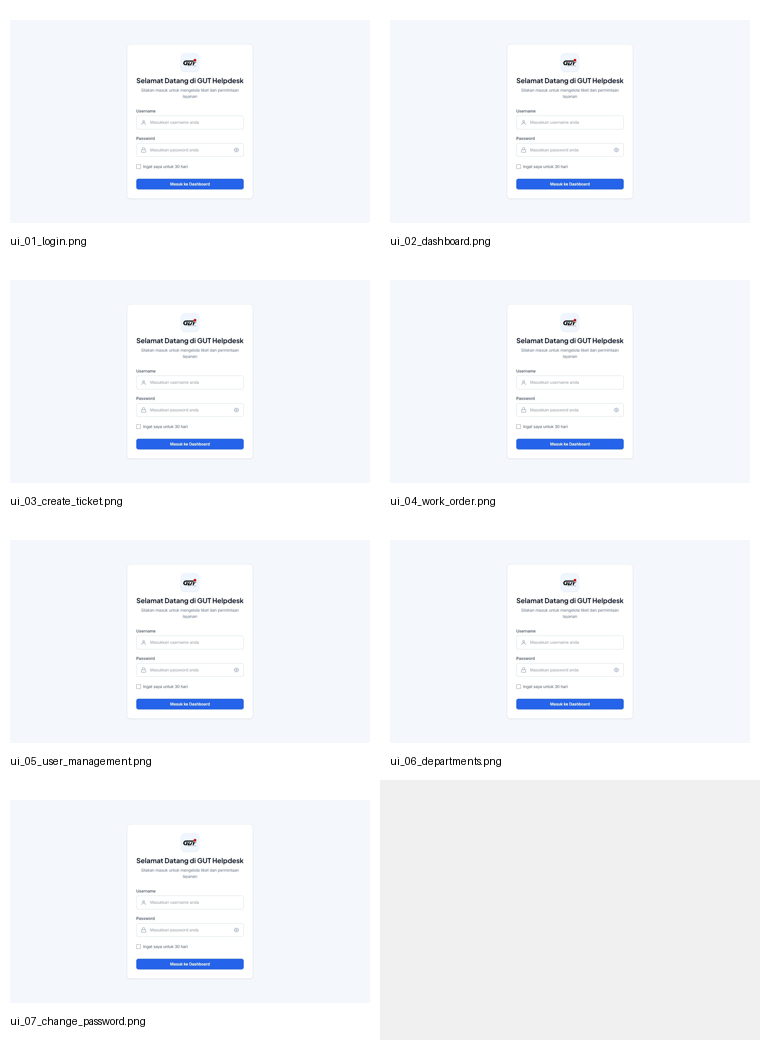 GUT
Selamat Datang di GUT Helpdesk
Silakan masuk untuk mengelola tiket dan permintaan
layanan
Username
Masukkan username anda
Password
Masukkan password anda
Ingat saya untuk 30 hari
Masuk ke Dashboard
ui_01_login.png
GUT
Selamat Datang di GUT Helpdesk
Silakan masuk untuk mengelola tiket dan permintaan
layanan
Username
Masukkan username anda
Password
Masukkan password anda
Ingat saya untuk 30 hari
Masuk ke Dashboard
ui_02_dashboard.png
GUT
Selamat Datang di GUT Helpdesk
Silakan masuk untuk mengelola tiket dan permintaan
layanan
Username
Masukkan username anda
Password
Masukkan password anda
Ingat saya untuk 30 hari
Masuk ke Dashboard
ui_03_create_ticket.png
GUT
Selamat Datang di GUT Helpdesk
Silakan masuk untuk mengelola tiket dan permintaan
layanan
Username
Masukkan username anda
Password
Masukkan password anda
Ingat saya untuk 30 hari
Masuk ke Dashboard
ui_04_work_order.png
GUT
Selamat Datang di GUT Helpdesk
Silakan masuk untuk mengelola tiket dan permintaan
layanan
Username
Masukkan username anda
Password
Masukkan password anda
Ingat saya untuk 30 hari
Masuk ke Dashboard
ui_05_user_management.png
GUT
Selamat Datang di GUT Helpdesk
Silakan masuk untuk mengelola tiket dan permintaan
layanan
Username
Masukkan username anda
Password
Masukkan password anda
Ingat saya untuk 30 hari
Masuk ke Dashboard
ui_06_departments.png
GUT
Selamat Datang di GUT Helpdesk
Silakan masuk untuk mengelola tiket dan permintaan
layanan
Username
Masukkan username anda
Password
Masukkan password anda
Ingat saya untuk 30 hari
Masuk ke Dashboard
ui_07_change_password.png